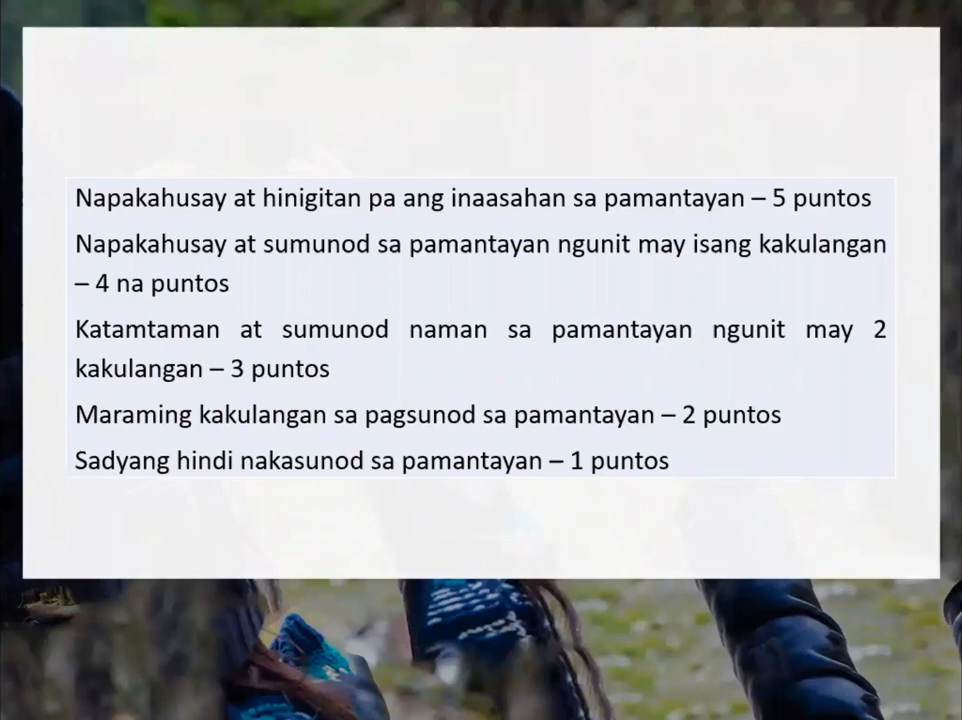 Napakahusay at hinigitan pa ang inaasahan sa pamantayan – 5 puntos
Napakahusay at sumunod sa pamantayan ngunit may isang kakulangan
– 4 na puntos
Katamtaman at sumunod naman sa pamantayan ngunit may 2
kakulangan – 3 puntos
Maraming kakulangan sa pagsunod sa pamantayan – 2 puntos
Sadyang hindi nakasunod sa pamantayan – 1 puntos